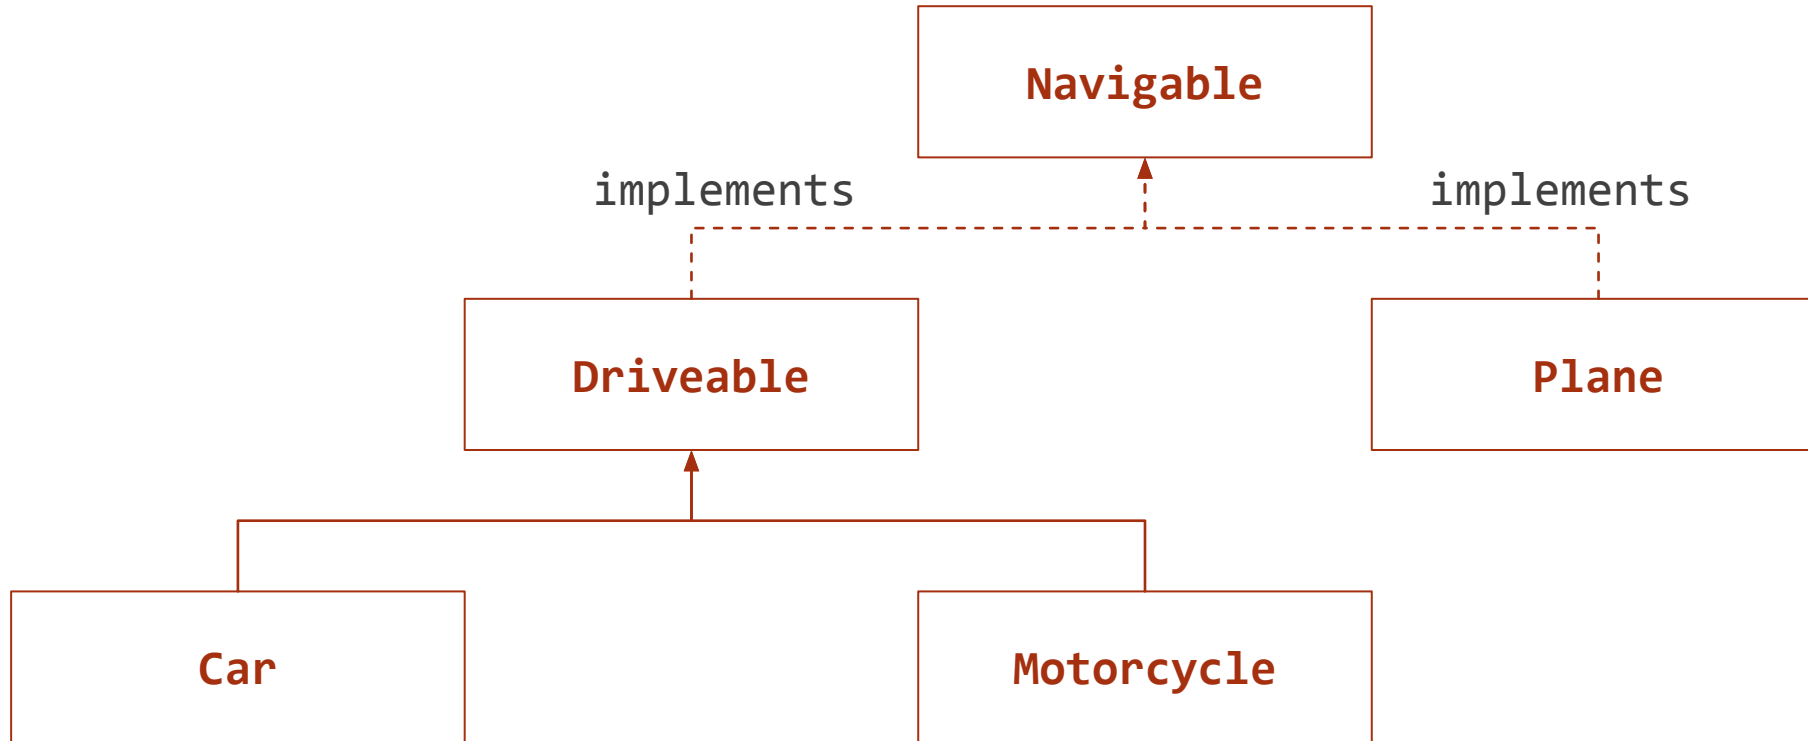 Navigable
implements
implements
Driveable
Plane
Car
Motorcycle